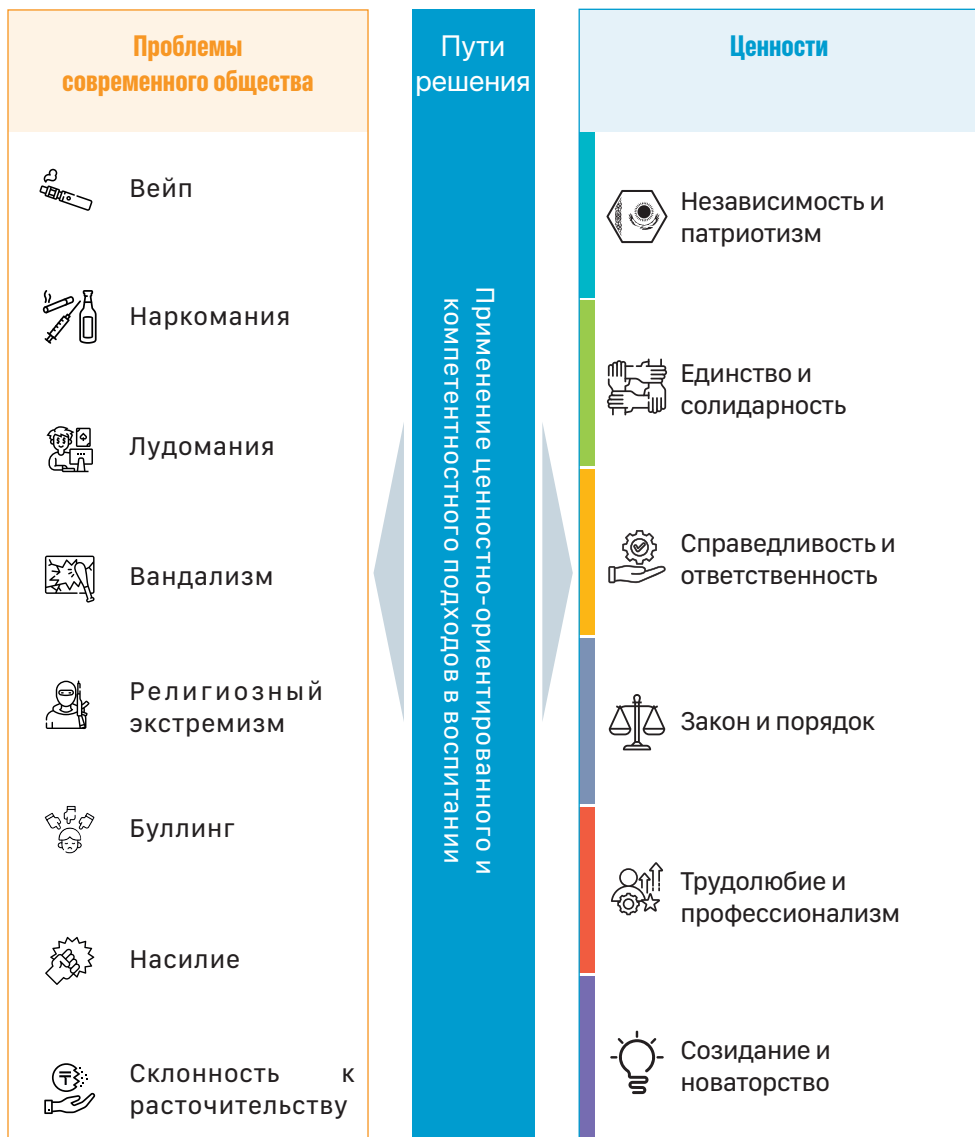 Проблемы
современного общества
Вейп
Наркомания
Лудомания
Вандализм
Религиозный
экстремизм
Буллинг
Насилие
Склонность к
расточительству
Пути
решения
Применение ценностно-ориентированного и
компетентностного подходов в воспитании
Ценности
Независимость и
патриотизм
Единство и
солидарность
Справедливость и
ответственность
Закон и порядок
Трудолюбие и
профессионализм
Созидание и
новаторство